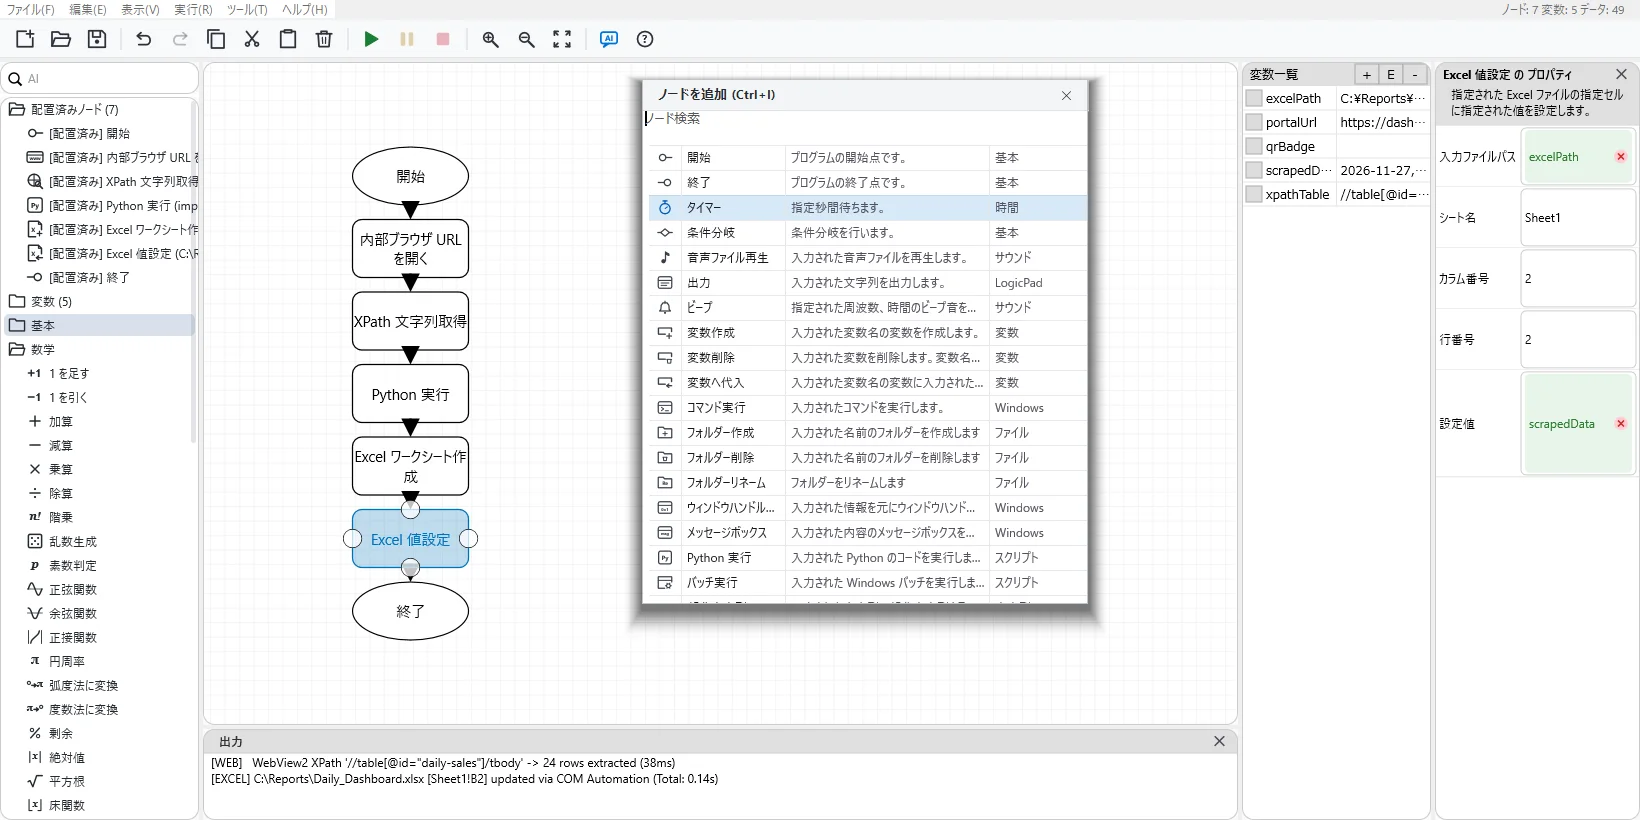 ファイル(F) 編集(E) 表示(V) 実行(R) ツール(T) ヘルプ(H)
ノード: 7 変数: 5 データ: 49
AI
AI
配置済みノード (7)
[配置済み] 開始
[配置済み] 内部ブラウザ URL を
[配置済み] XPath 文字列取得
[配置済み] Python 実行 (imp
[配置済み] Excel ワークシート作
[配置済み] Excel 値設定 (C:\R
[配置済み] 終了
変数 (5)
基本
数学
+1 1 を足す
−1 1 を引く
加算
減算
乗算
除算
n! 階乗
乱数生成
p 素数判定
正弦関数
余弦関数
正接関数
π 円周率
弧度法に変換
度数法に変換
% 剰余
|x| 絶対値
平方根
⌊x⌋ 床関数
開始
内部ブラウザ URL
を開く
XPath 文字列取得
Python 実行
Excel ワークシート作
成
Excel 値設定
終了
ノードを追加 (Ctrl+I)
ノード検索
開始 プログラムの開始点です。 基本
終了 プログラムの終了点です。 基本
タイマー 指定秒間待ちます。 時間
条件分岐 条件分岐を行います。 基本
音声ファイル再生 入力された音声ファイルを再生します。 サウンド
出力 入力された文字列を出力します。 LogicPad
ビープ 指定された周波数、時間のビープ音を... サウンド
変数作成 入力された変数名の変数を作成します。 変数
変数削除 入力された変数を削除します。変数名... 変数
変数へ代入 入力された変数名の変数に入力された... 変数
コマンド実行 入力されたコマンドを実行します。 Windows
フォルダー作成 入力された名前のフォルダーを作成します ファイル
フォルダー削除 入力された名前のフォルダーを削除します ファイル
フォルダーリネーム フォルダーをリネームします ファイル
ウィンドウハンドル... 入力された情報を元にウィンドウハンド... Windows
メッセージボックス 入力された内容のメッセージボックスを... Windows
Py Python 実行 入力された Python のコードを実行しま... スクリプト
バッチ実行 入力された Windows バッチを実行しま... スクリプト
出力
[WEB] WebView2 XPath '//table[@id="daily-sales"]/tbody' -> 24 rows extracted (38ms)
[EXCEL] C:\Reports\Daily_Dashboard.xlsx [Sheet1!B2] updated via COM Automation (Total: 0.14s)
変数一覧 + E -
excelPath C:¥Reports¥···
portalUrl https://dash···
qrBadge
scrapedD··· 2026-11-27,···
xpathTable //table[@id=···
Excel 値設定 の プロパティ
指定された Excel ファイルの指定セル
に指定された値を設定します。
入力ファイルパス excelPath
シート名 Sheet1
カラム番号 2
行番号 2
設定値 scrapedData